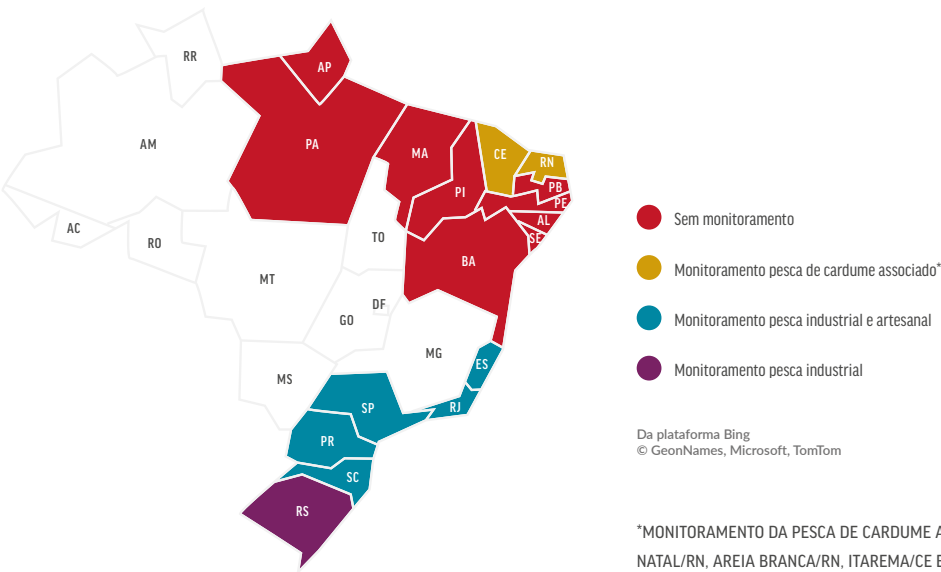 RR
AP
AM
PA
MA
CE
RN
PI
PB
PE
AL
SE
AC
RO
TO
BA
MT
DF
GO
MG
ES
MS
SP
RJ
PR
SC
RS
Sem monitoramento
Monitoramento pesca de cardume associado*
Monitoramento pesca industrial e artesanal
Monitoramento pesca industrial
Da plataforma Bing
© GeonNames, Microsoft, TomTom
*MONITORAMENTO DA PESCA DE CARDUME A
NATAL/RN, AREIA BRANCA/RN, ITAREMA/CE E